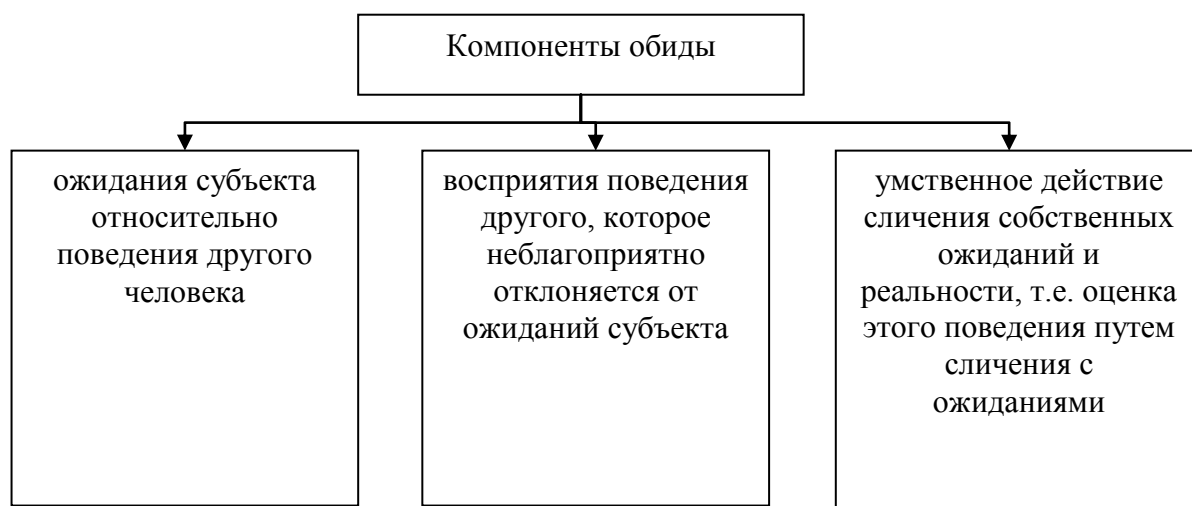 Компоненты обиды
ожидания субъекта
относительно
поведения другого
человека
восприятия поведения
другого, которое
неблагоприятно
отклоняется от
ожиданий субъекта
умственное действие
сличения собственных
ожиданий и
реальности, т.е. оценка
этого поведения путем
сличения с
ожиданиями